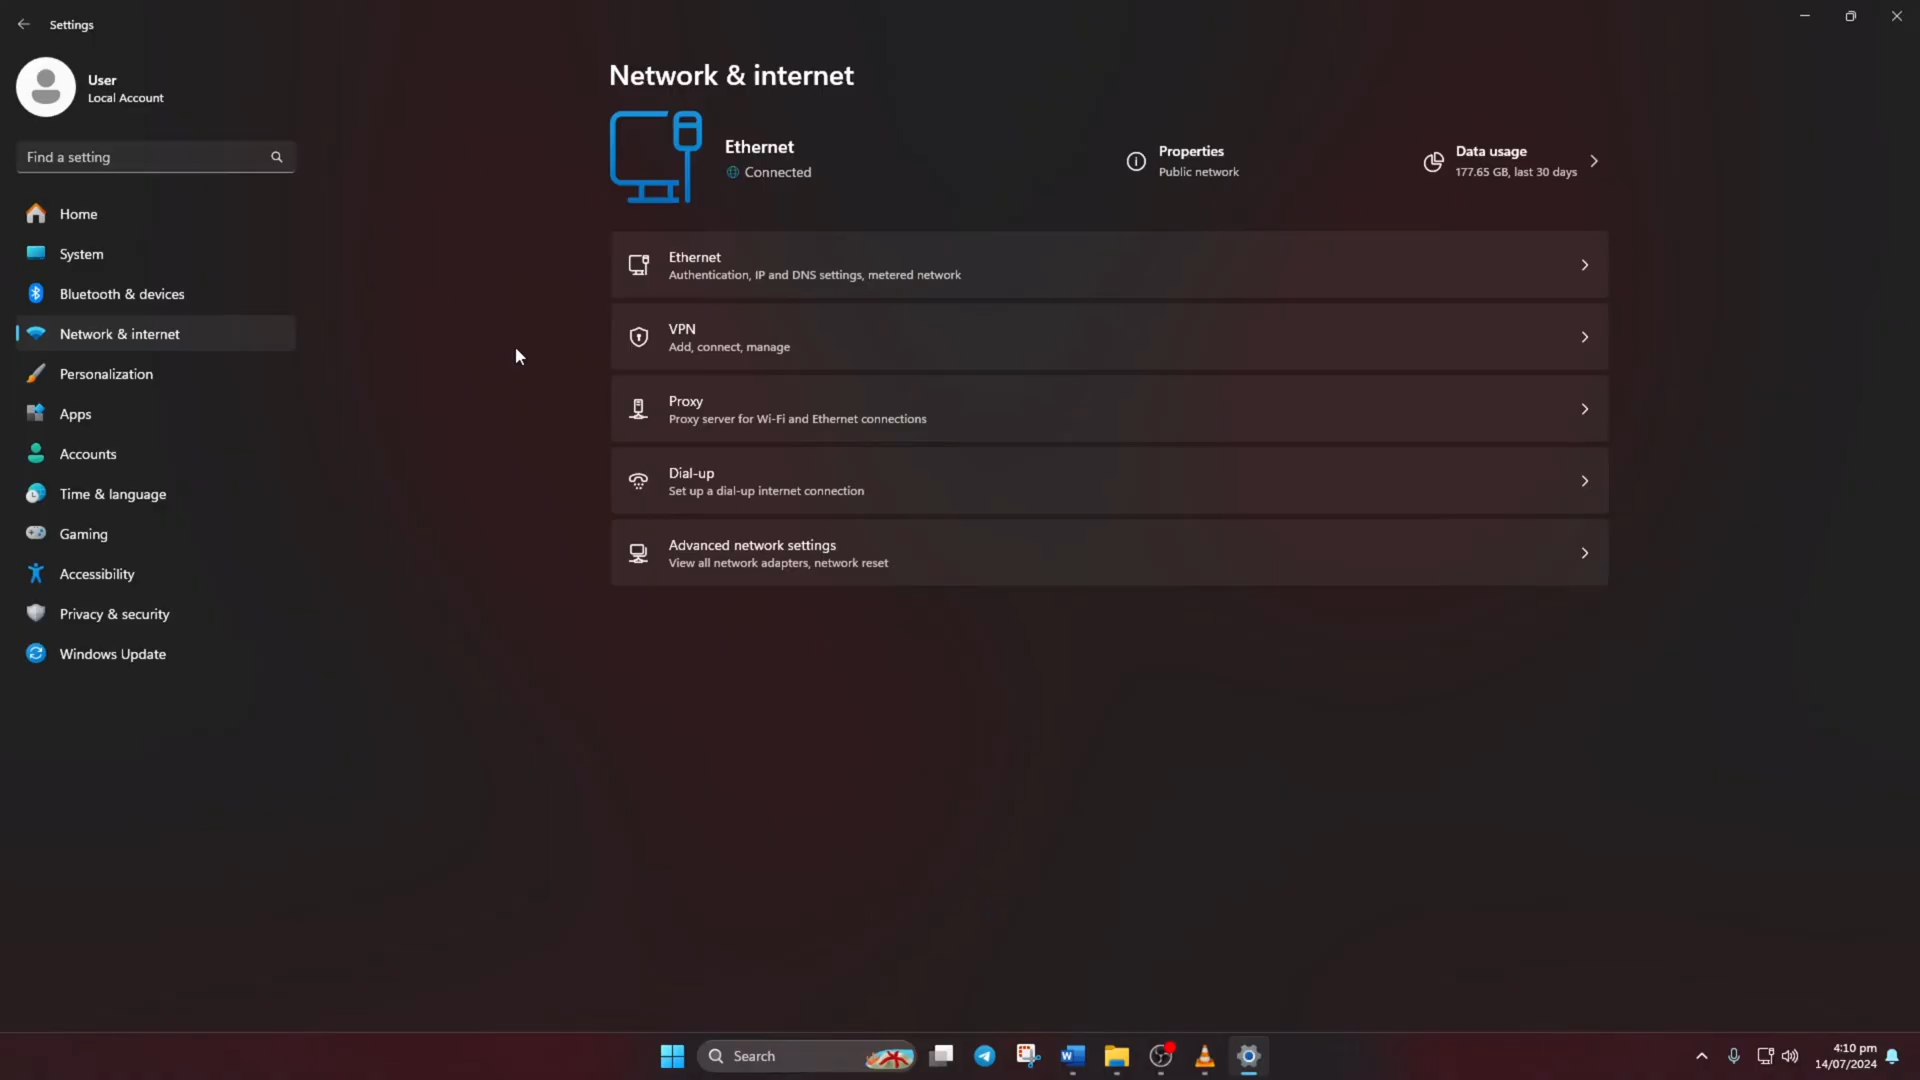 Settings
User
Local Account
Find a setting
Home
System
Bluetooth & devices
Network & internet
Personalization
Apps
Accounts
Time & language
Gaming
Accessibility
Privacy & security
Windows Update
Network & internet
Ethernet
Connected
Properties
Public network
Data usage
177.65 GB, last 30 days
Ethernet
Authentication, IP and DNS settings, metered network
VPN
Add, connect, manage
Proxy
Proxy server for Wi-Fi and Ethernet connections
Dial-up
Set up a dial-up internet connection
Advanced network settings
View all network adapters, network reset
Search
4:10 pm
14/07/2024